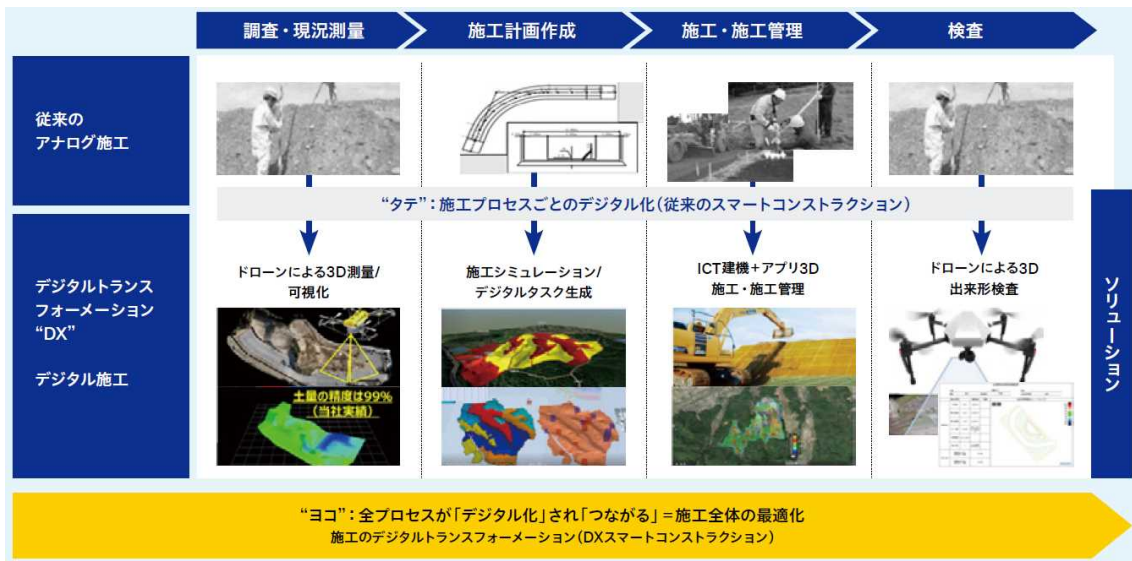 調査・現況測量
施工計画作成
施工・施工管理
検査
従来の
アナログ施工
“タテ”：施工プロセスごとのデジタル化（従来のスマートコンストラクション）
デジタルトランス
フォーメーション
“DX”
デジタル施工
ドローンによる3D測量/
可視化
施工シミュレーション/
デジタルタスク生成
ICT建機＋アプリ3D
施工・施工管理
ドローンによる3D
出来形検査
土量の精度は99%
（当社実績）
ソリューション
“ヨコ”：全プロセスが「デジタル化」され「つながる」＝施工全体の最適化
施工のデジタルトランスフォーメーション（DXスマートコンストラクション）